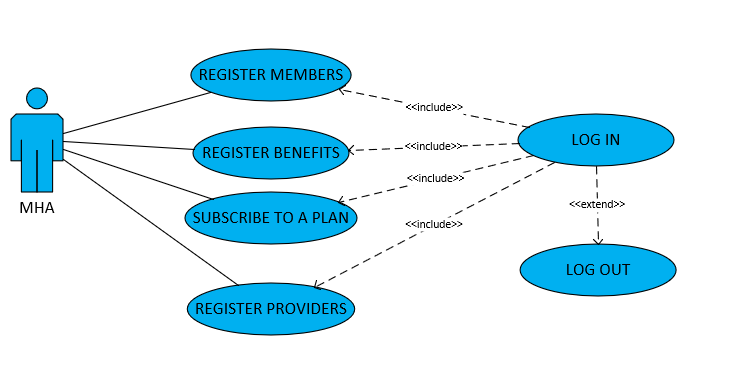 REGISTER MEMBERS
<<include>>
LOG IN
REGISTER BENEFITS
<<include>>
<<include>>
MHA
SUBSCRIBE TO A PLAN
<<include>>
<<extend>>
LOG OUT
REGISTER PROVIDERS